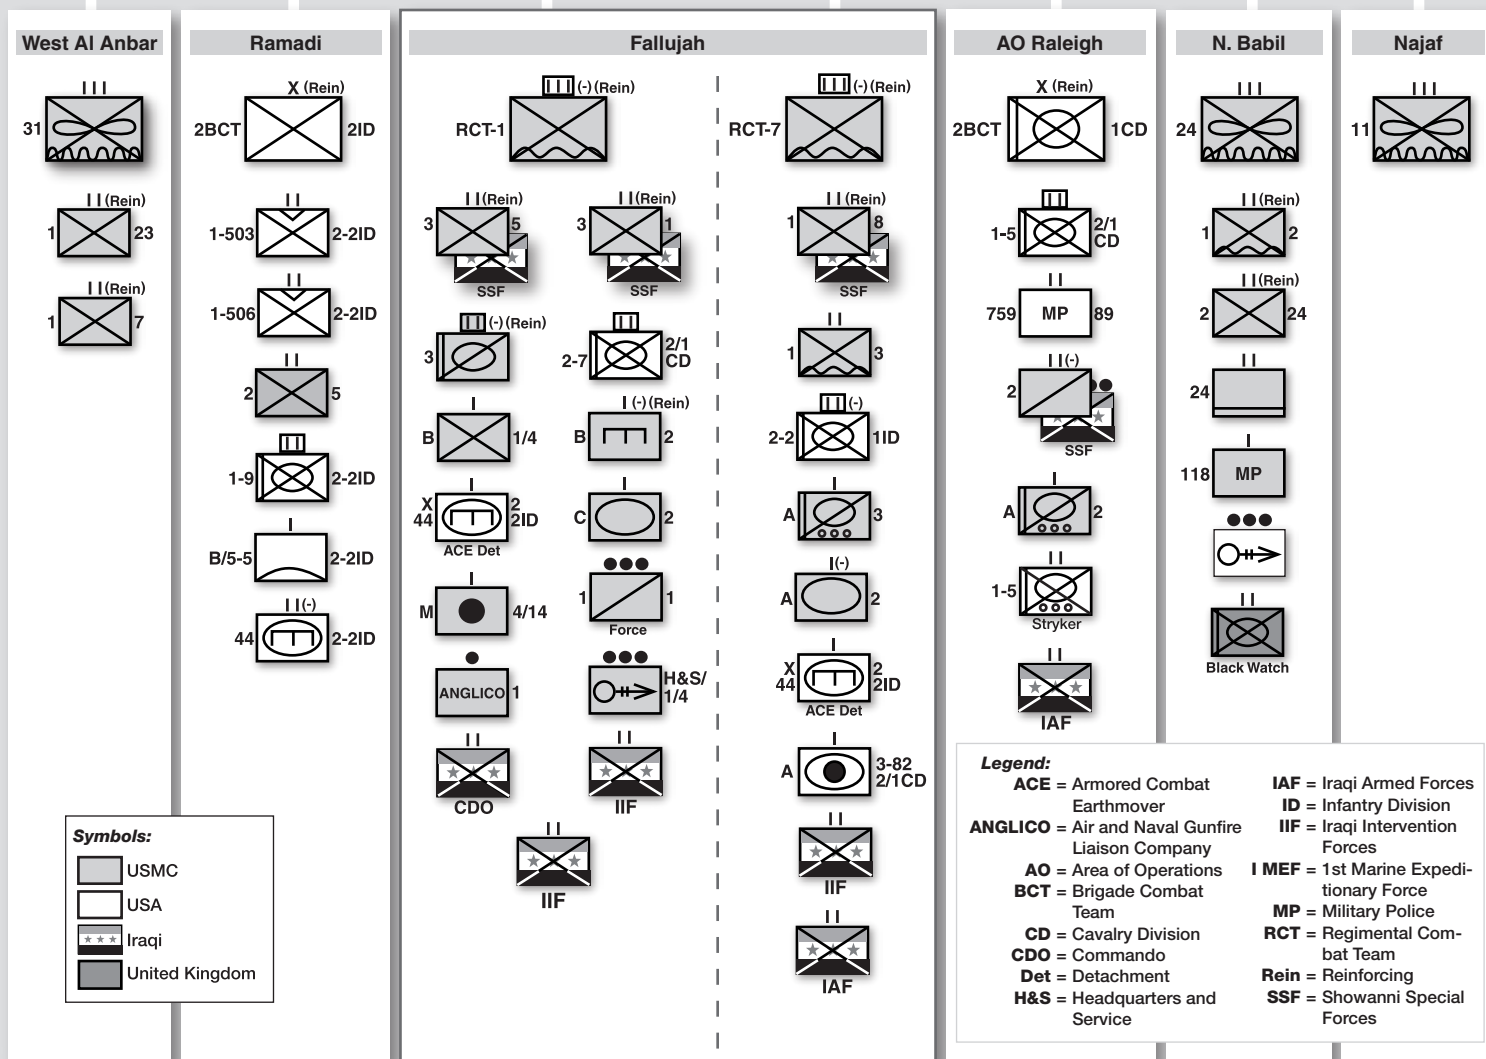 West Al Anbar
III
31
II (Rein)
1 23
II (Rein)
1 7
Ramadi
X (Rein)
2BCT 2ID
II
1-503 2-2ID
II
1-506 2-2ID
II
2 5
II
1-9 2-2ID
I
B/5-5 2-2ID
II (-)
44 2-2ID
Fallujah
III (-) (Rein)
RCT-1
II (Rein)
3 5
SSF
II (Rein)
3 1
SSF
II (-) (Rein)
3
II
2-7 2/1
CD
I
B 1/4
I (-) (Rein)
B 2
I
X 2
44 2ID
ACE Det
I
C 2
I
M 4/14
1 1
Force
ANGLICO 1
H&S/
1/4
II
CDO
II
IIF
II
IIF
III (-) (Rein)
RCT-7
II (Rein)
1 8
SSF
II
1 3
II (-)
2-2 1ID
I
A 3
I (-)
A 2
I
X 2
44 2ID
ACE Det
I
A 3-82
2/1CD
II
IIF
II
IAF
AO Raleigh
X (Rein)
2BCT 1CD
II
1-5 2/1
CD
II
759 MP 89
II (-)
2
SSF
I
A 2
II
1-5
Stryker
II
IAF
N. Babil
III
24
II (Rein)
1 2
II (Rein)
2 24
II
24
I
118 MP
II
Black Watch
Najaf
III
11
Symbols:
USMC
USA
Iraqi
United Kingdom
Legend:
ACE = Armored Combat
Earthmover
ANGLICO = Air and Naval Gunfire
Liaison Company
AO = Area of Operations
BCT = Brigade Combat
Team
CD = Cavalry Division
CDO = Commando
Det = Detachment
H&S = Headquarters and
Service
IAF = Iraqi Armed Forces
ID = Infantry Division
IIF = Iraqi Intervention
Forces
I MEF = 1st Marine Expedi-
tionary Force
MP = Military Police
RCT = Regimental Com-
bat Team
Rein = Reinforcing
SSF = Showanni Special
Forces